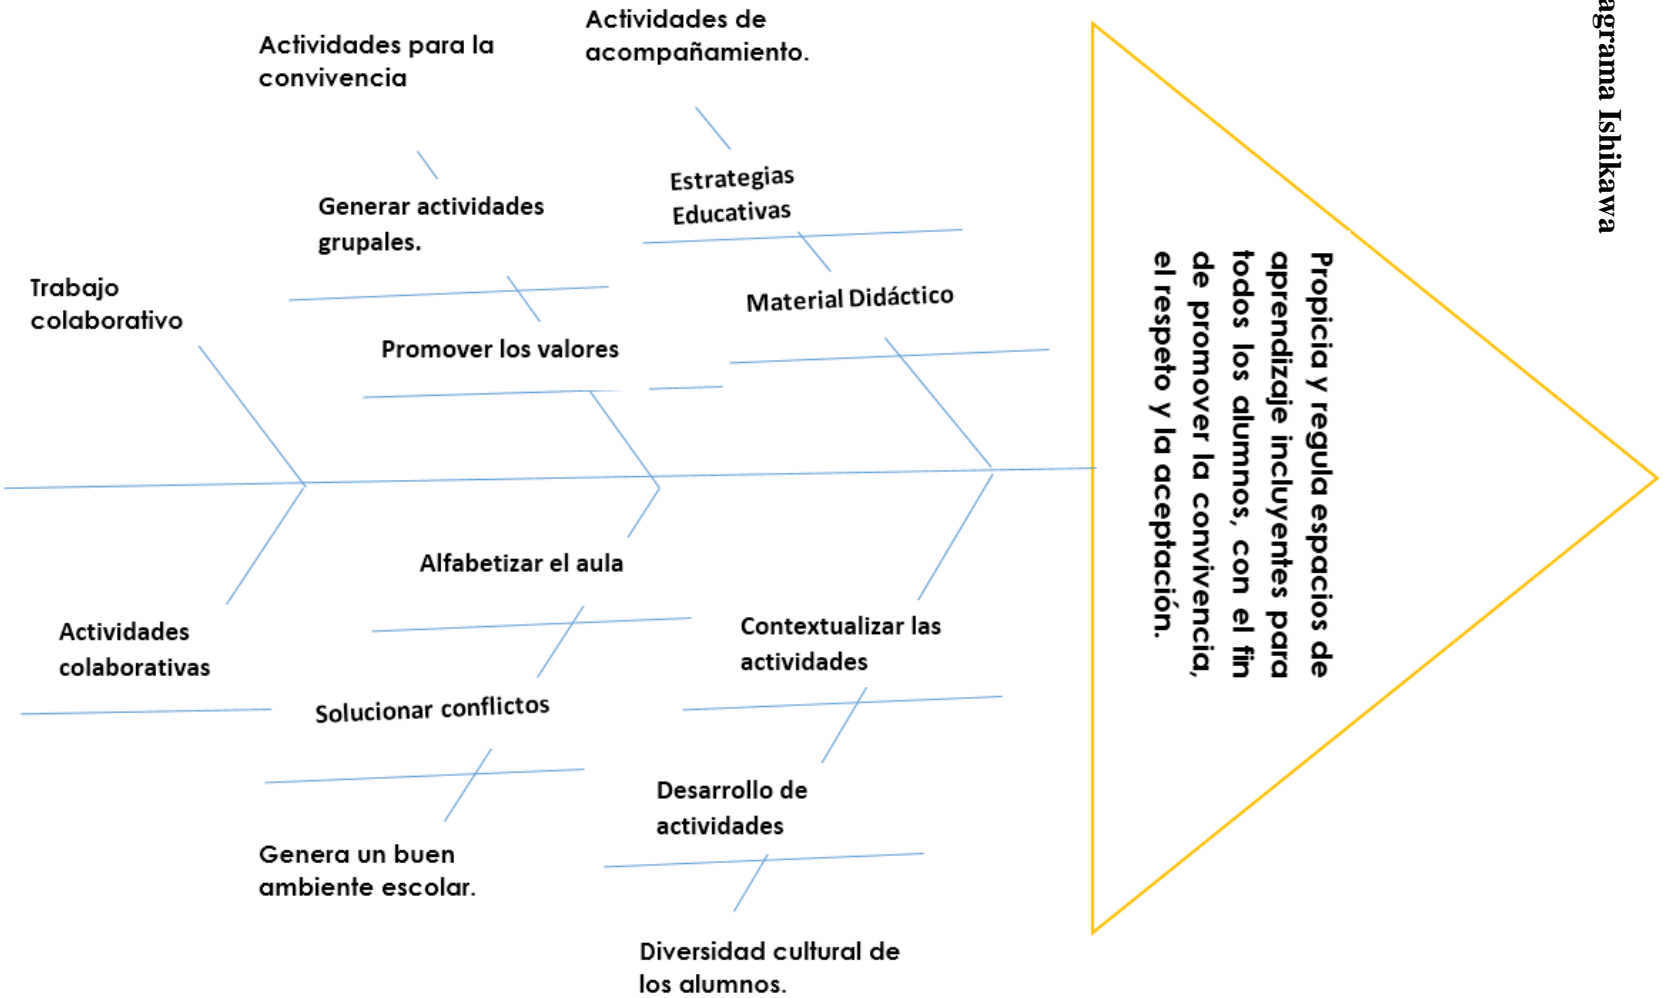 agrama Ishikawa
Actividades de
acompañamiento.
Actividades para la
convivencia
Estrategias
Educativas
Generar actividades
grupales.
Trabajo
colaborativo
Material Didáctico
Promover los valores
Propicia y regula espacios de
aprendizaje incluyentes para
todos los alumnos, con el fin
de promover la convivencia,
el respeto y la aceptación.
Alfabetizar el aula
Actividades
colaborativas
Contextualizar las
actividades
Solucionar conflictos
Desarrollo de
actividades
Genera un buen
ambiente escolar.
Diversidad cultural de
los alumnos.